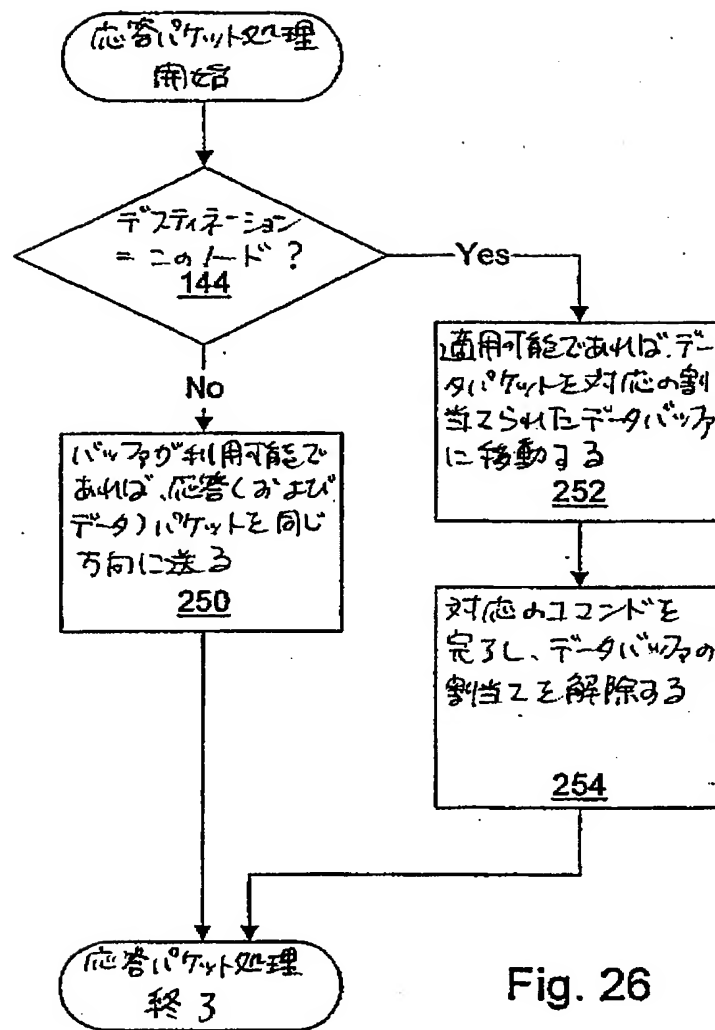 応答パケット処理
開始
デスティネーション
= このノード?
144
Yes
No
適用可能であれば、デー
タパケットを対応の割
当てられたデータバッファ
に移動する
252
バッファが利用可能で
あれば、応答(および
データ)パケットを同じ
方向に送る
250
対応のコマンドを
完了し、データバッファの
割当てを解除する
254
応答パケット処理
終了
Fig. 26